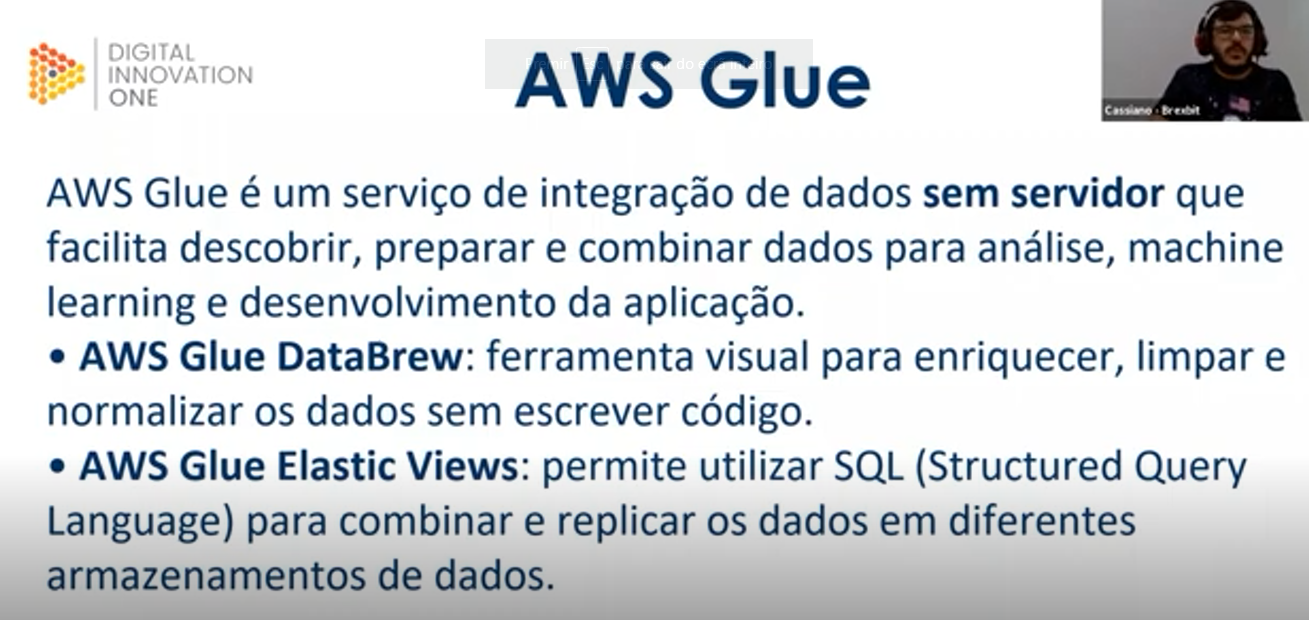 DIGITAL
INNOVATION
ONE
AWS Glue
Cassiano - Brexbit
AWS Glue é um serviço de integração de dados sem servidor que
facilita descobrir, preparar e combinar dados para análise, machine
learning e desenvolvimento da aplicação.
• AWS Glue DataBrew: ferramenta visual para enriquecer, limpar e
normalizar os dados sem escrever código.
• AWS Glue Elastic Views: permite utilizar SQL (Structured Query
Language) para combinar e replicar os dados em diferentes
armazenamentos de dados.